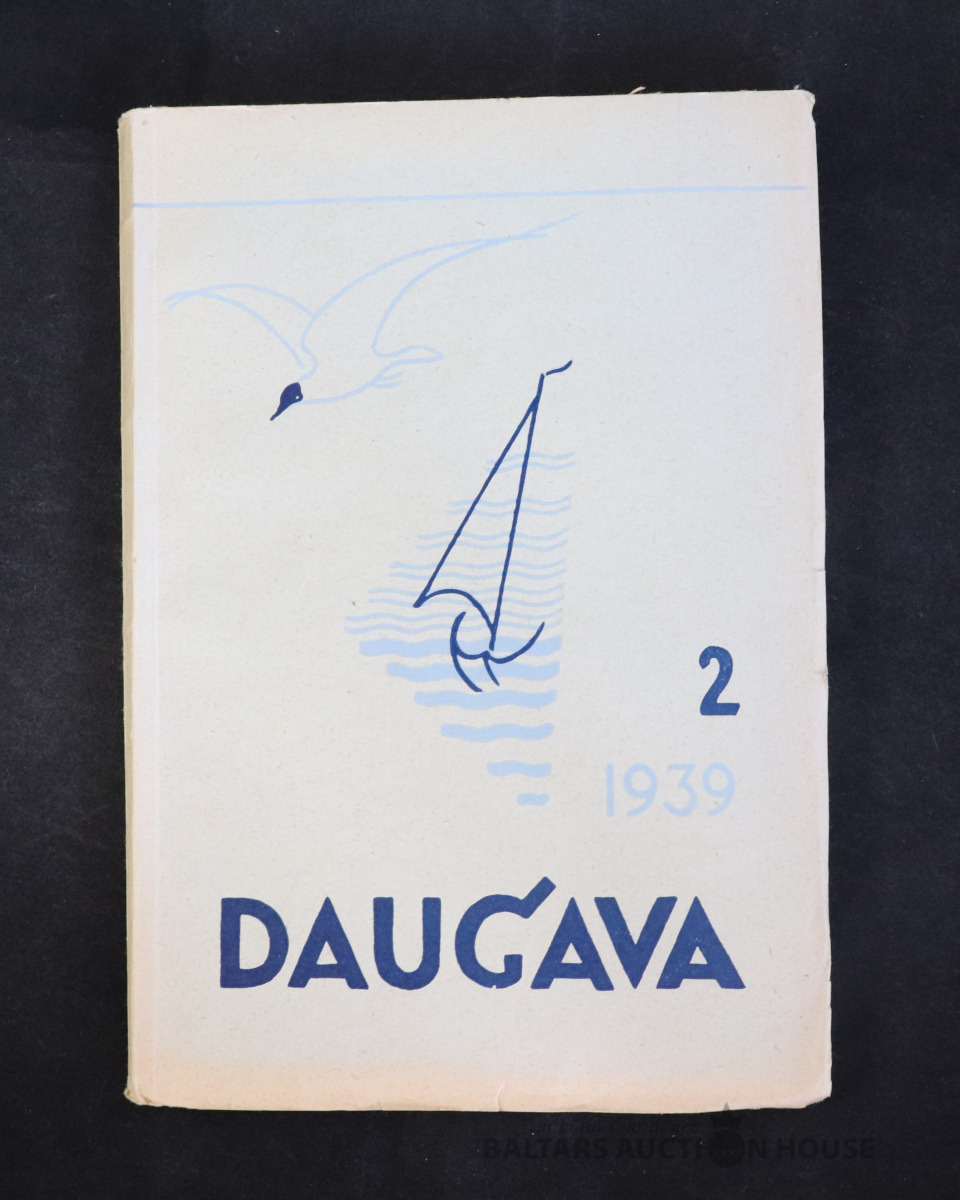 2
1939
DAUGAVA
BALTARS AUCTION HOUSE